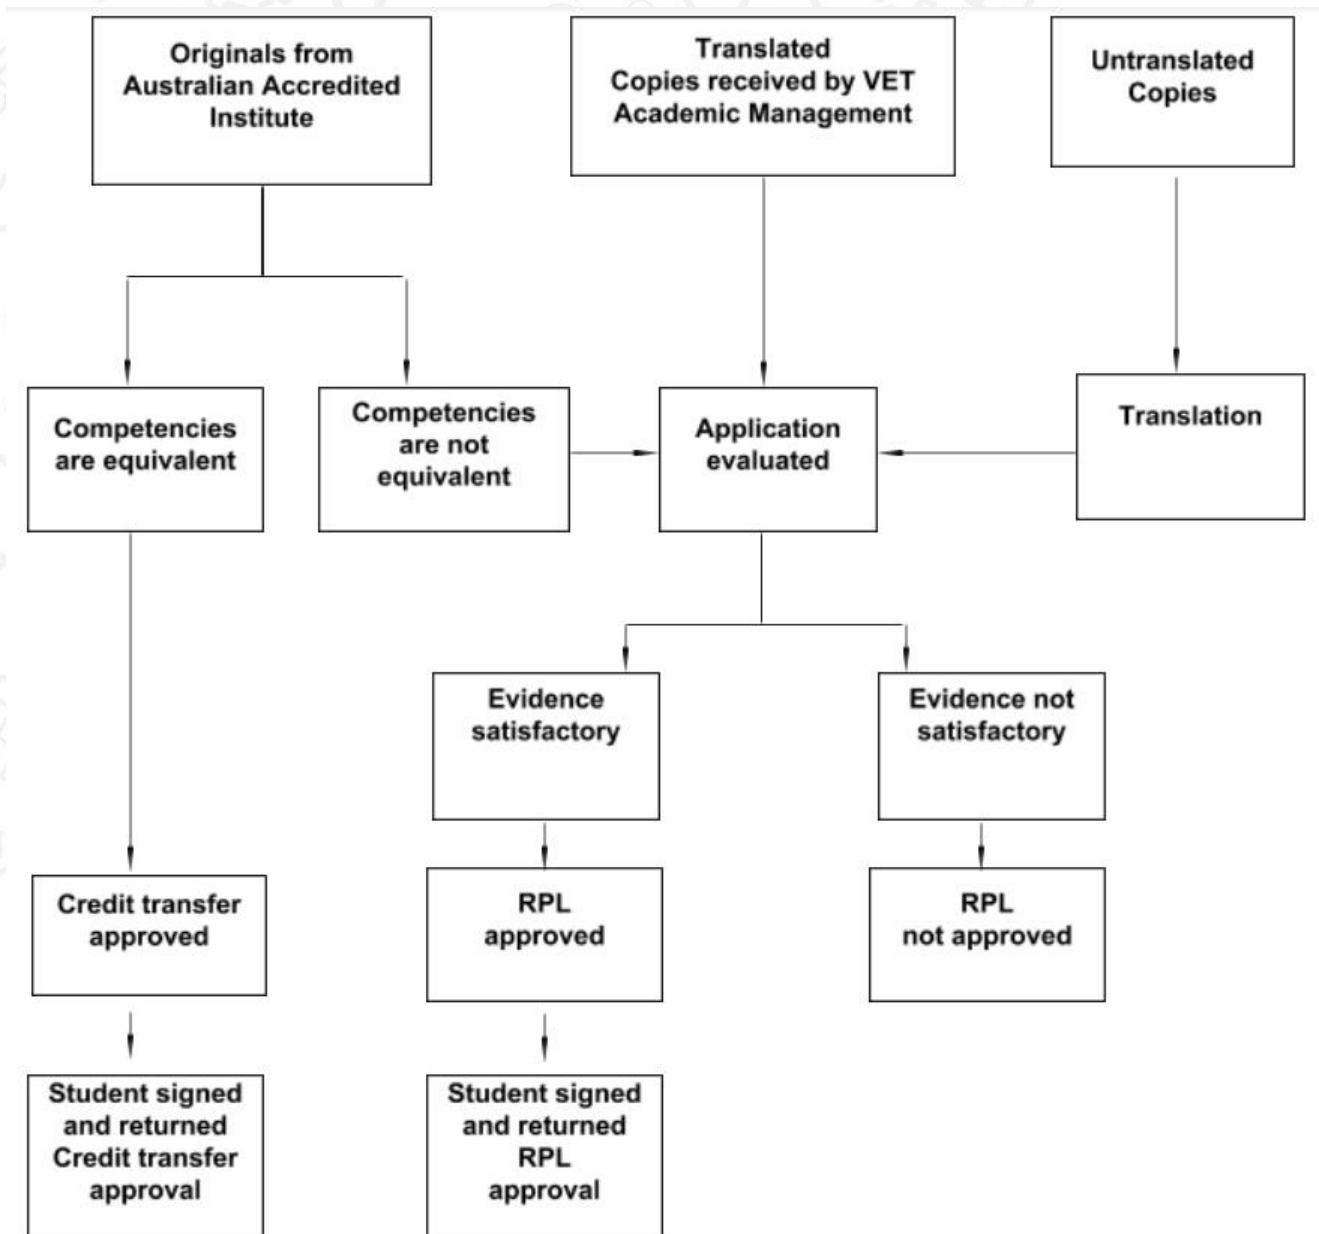 Originals from
Australian Accredited
Institute
Translated
Copies received by VET
Academic Management
Untranslated
Copies
Competencies
are equivalent
Competencies
are not
equivalent
Application
evaluated
Translation
Evidence
satisfactory
Evidence not
satisfactory
Credit transfer
approved
RPL
approved
RPL
not approved
Student signed
and returned
Credit transfer
approval
Student signed
and returned
RPL
approval